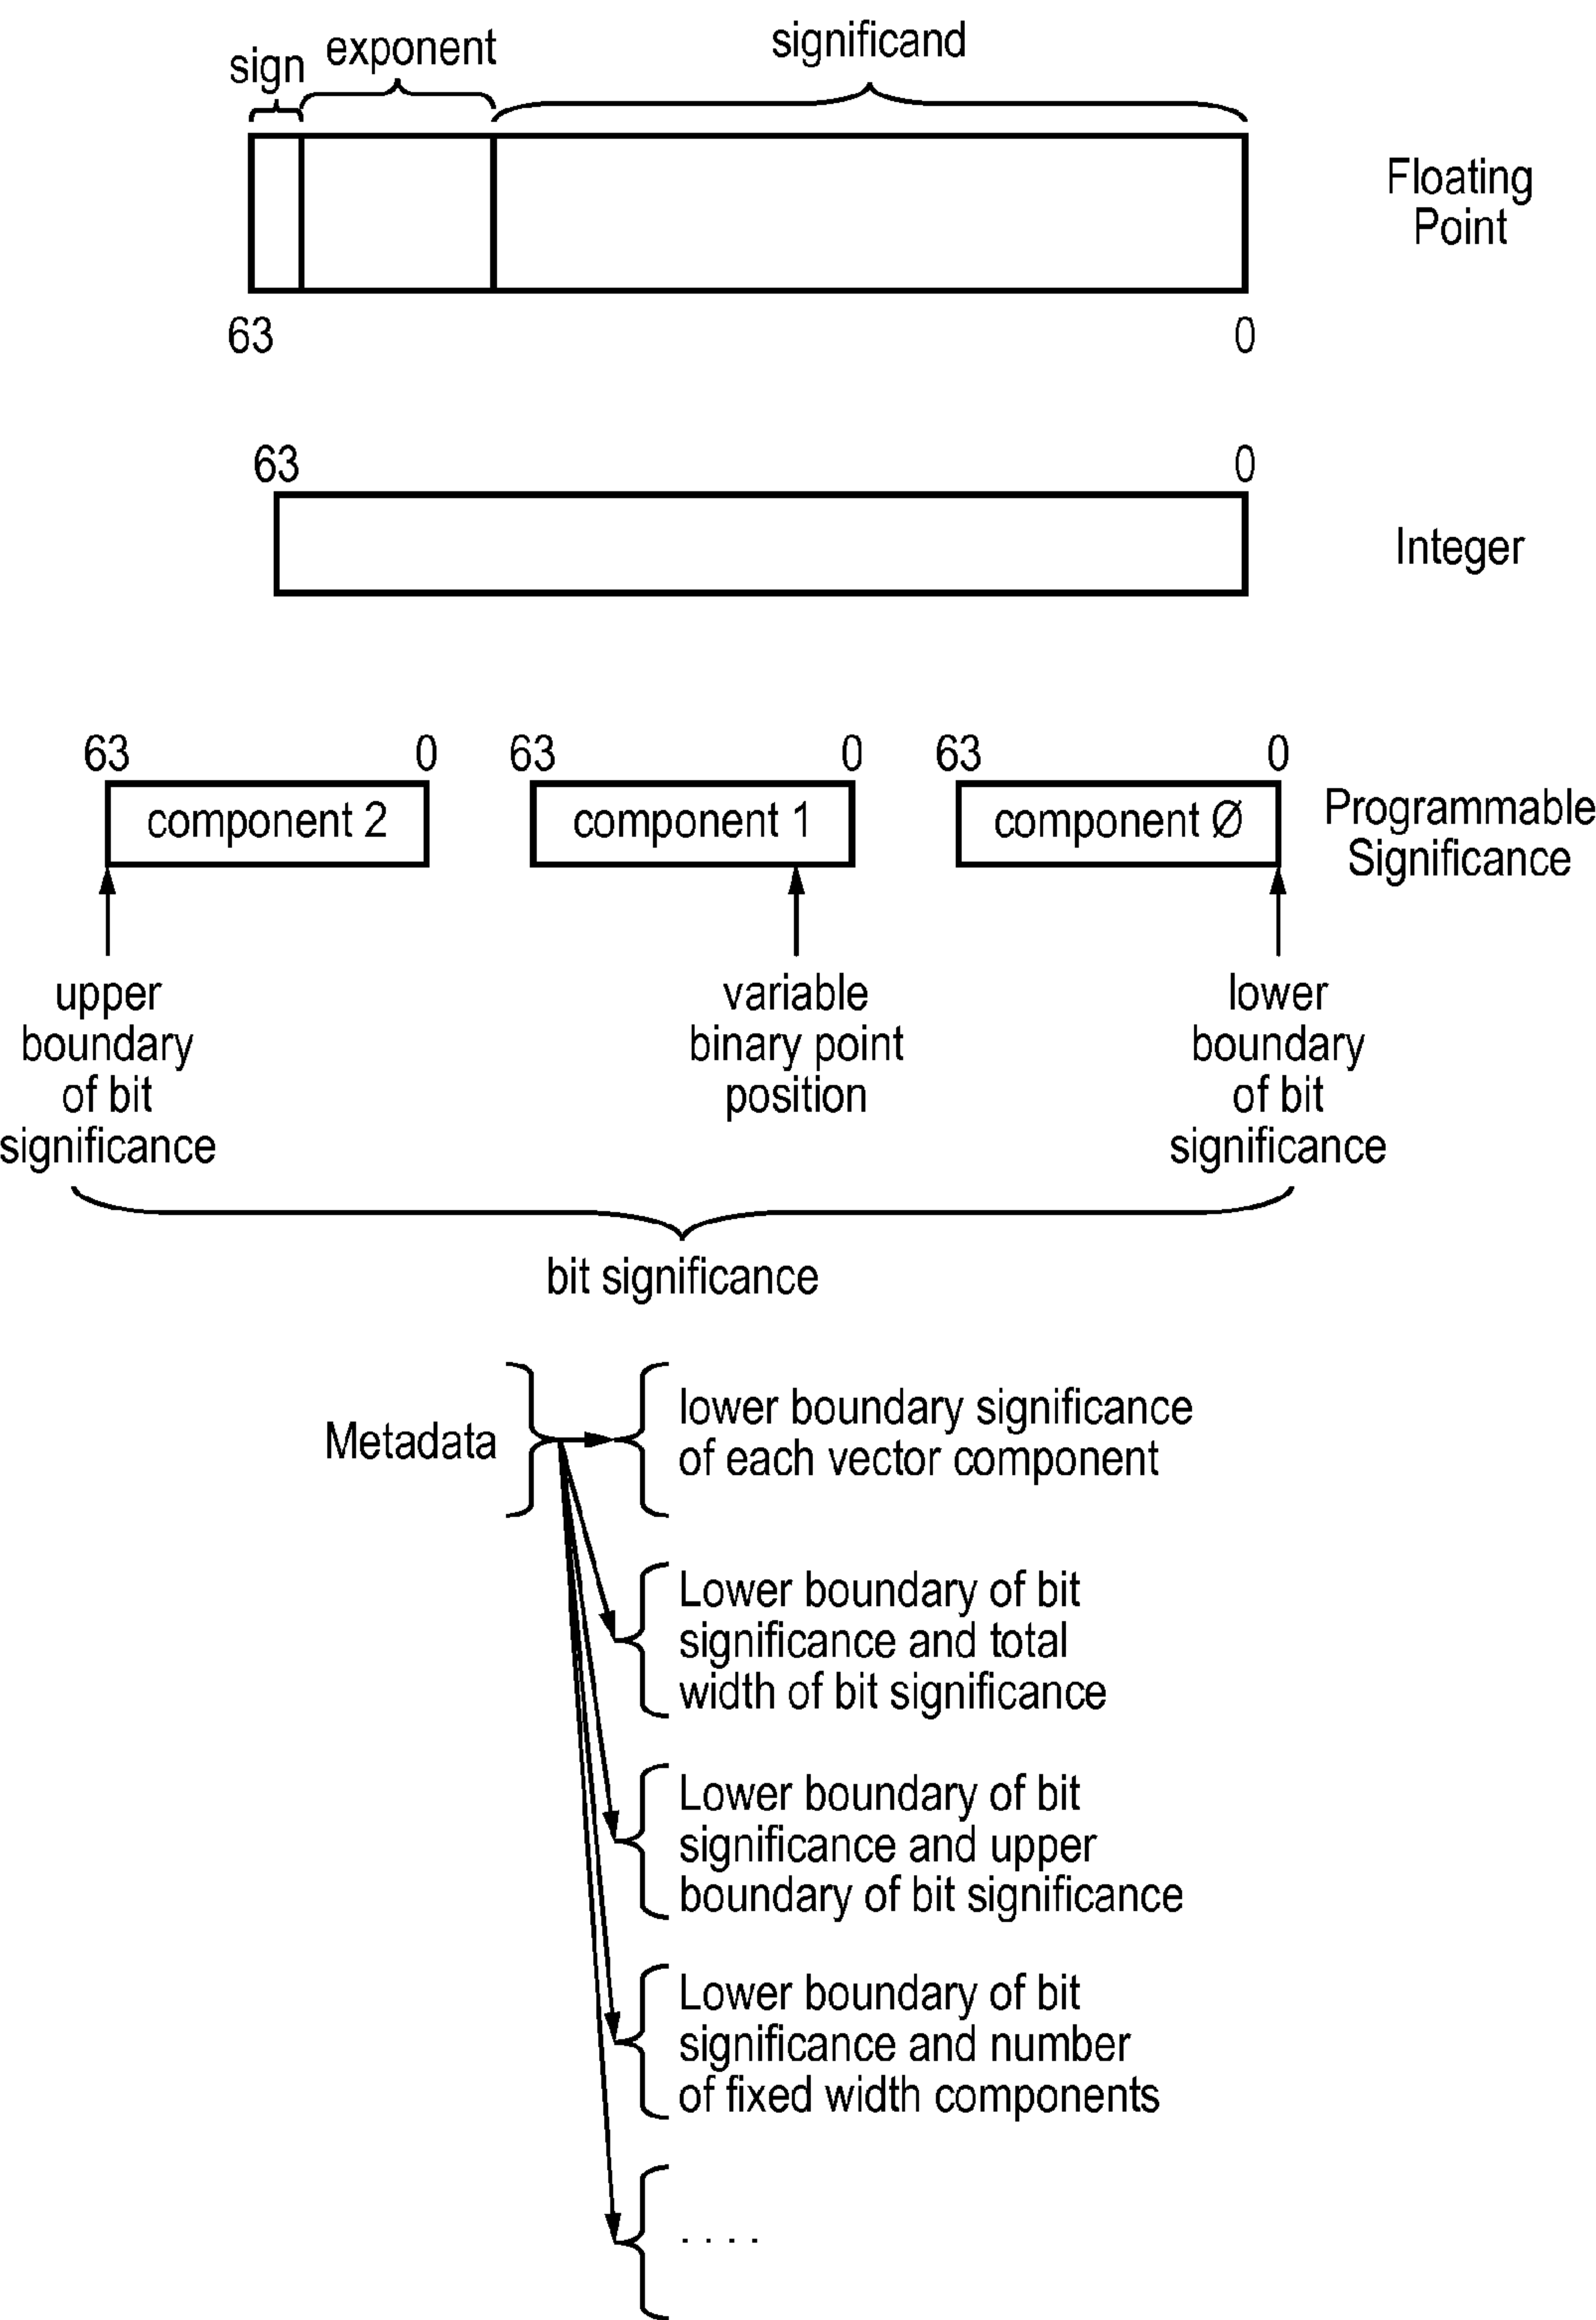 sign
exponent
significand
Floating
Point
63
0
63
0
Integer
63
0
63
0
63
0
component 2
component 1
component Ø
Programmable
Significance
upper
boundary
of bit
significance
variable
binary point
position
lower
boundary
of bit
significance
bit significance
Metadata
lower boundary significance
of each vector component
Lower boundary of bit
significance and total
width of bit significance
Lower boundary of bit
significance and upper
boundary of bit significance
Lower boundary of bit
significance and number
of fixed width components
. . . .